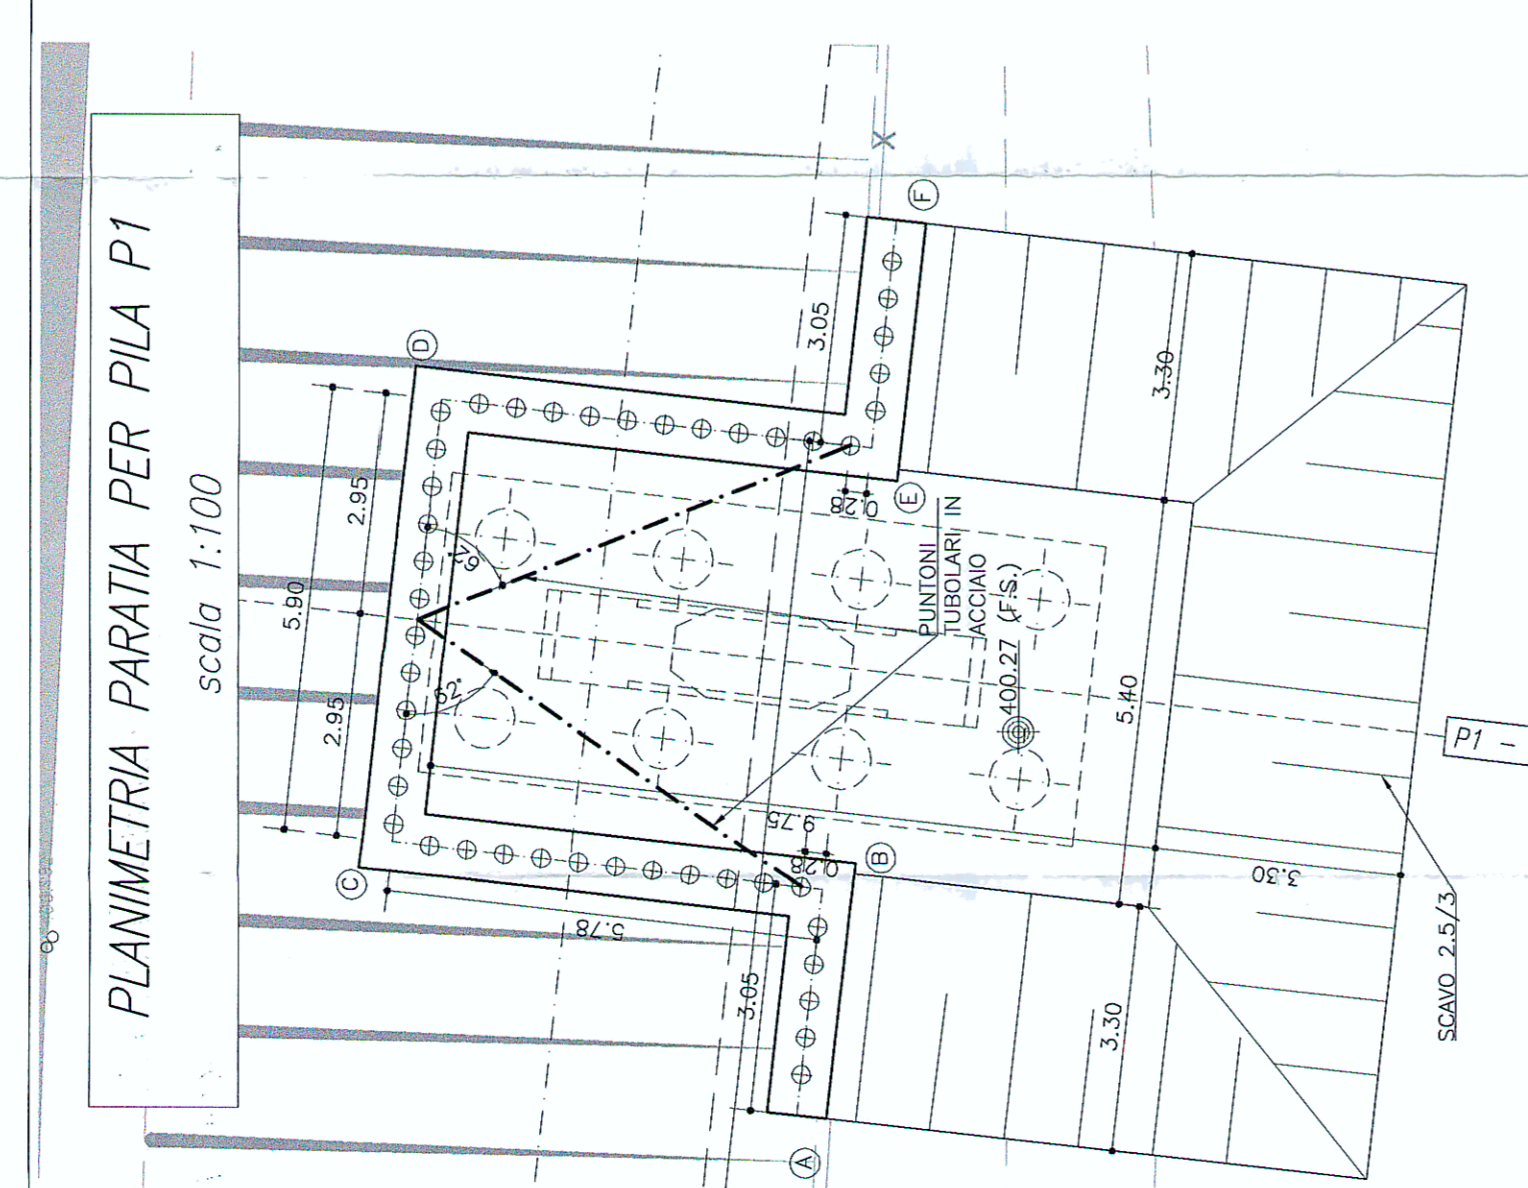 PLANIMETRIA PARATIA PER PILA P1
scala 1:100
D
F
X
3.05
2.95
5.90
2.95
62°
62°
0.28
E
PUNTONI
TUBOLARI IN
ACCIAIO
400.27 (F.S.)
3.30
5.40
P1 -
9.75
0.28
B
C
5.78
3.05
3.30
3.30
SCAVO 2.5/3
A